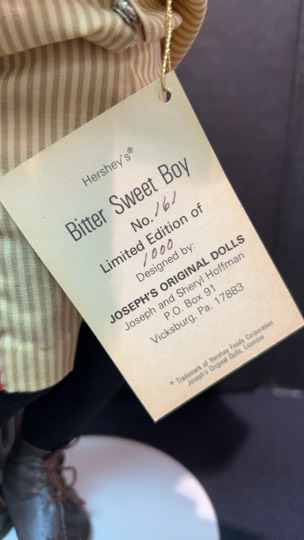 Hershey's®
Bitter Sweet Boy
No. 161
Limited Edition of
1000
Designed by:
JOSEPH'S ORIGINAL DOLLS
Joseph and Sheryl Hoffman
P.O. Box 91
Vicksburg, Pa. 17883
® Trademark of Hershey Foods Corporation
Joseph's Original Dolls, Licensee